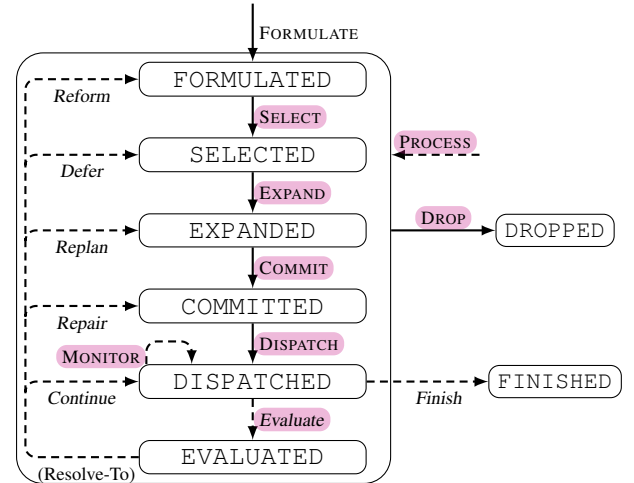 FORMULATE
FORMULATED
Reform
SELECT
SELECTED
PROCESS
Defer
EXPAND
EXPANDED
DROP
DROPPED
Replan
COMMIT
COMMITTED
Repair
DISPATCH
MONITOR
DISPATCHED
FINISHED
Continue
Finish
Evaluate
EVALUATED
(Resolve-To)